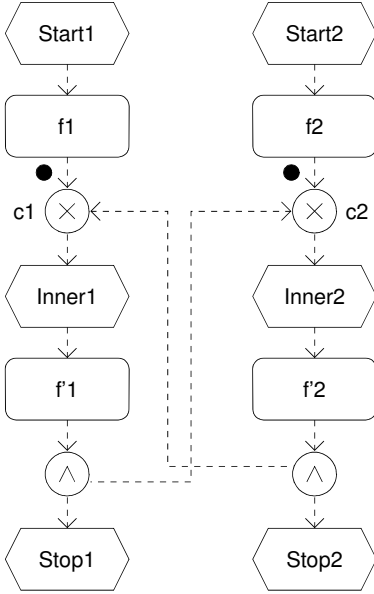 Start1 Start2
f1 f2
c1 × × c2
Inner1 Inner2
f'1 f'2
∧ ∧
Stop1 Stop2